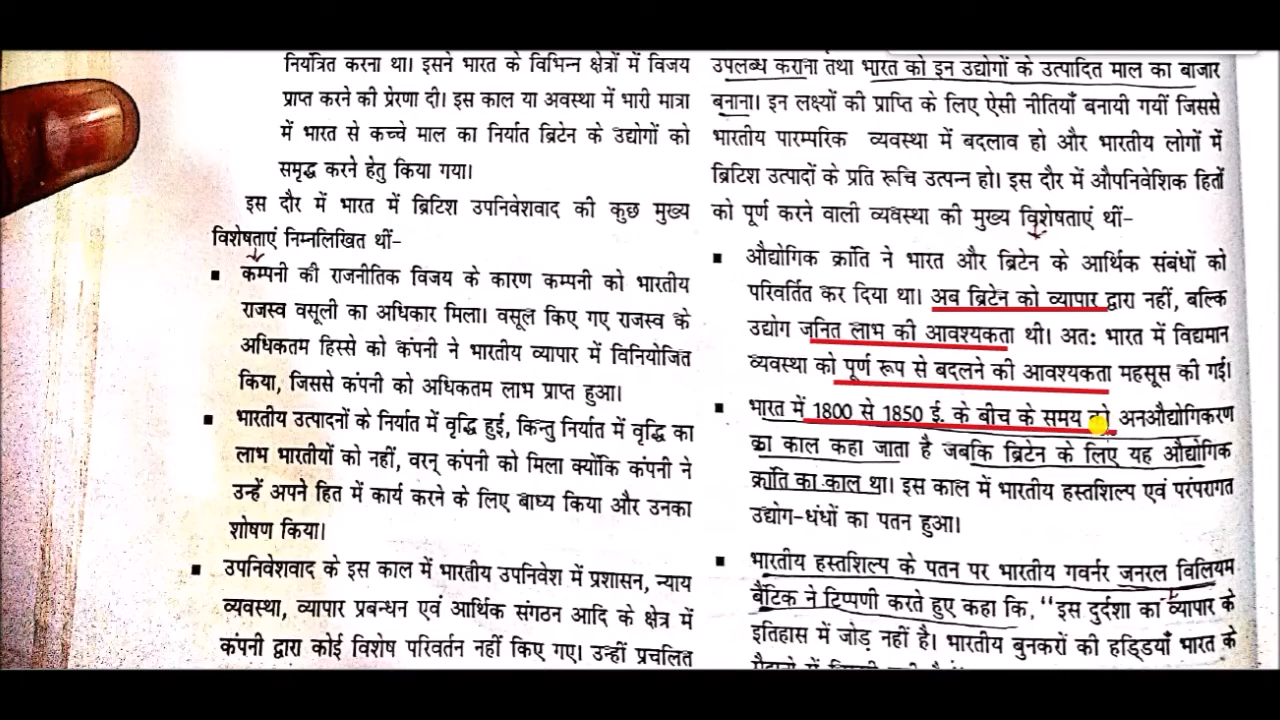 नियंत्रित करना था। इसने भारत के विभिन्न क्षेत्रों में विजय
प्राप्त करने की प्रेरणा दी। इस काल या अवस्था में भारी मात्रा
में भारत से कच्चे माल का निर्यात ब्रिटेन के उद्योगों को
समृद्ध करने हेतु किया गया।
इस दौर में भारत में ब्रिटिश उपनिवेशवाद की कुछ मुख्य
विशेषताएं निम्नलिखित थीं-
▪ कम्पनी की राजनीतिक विजय के कारण कम्पनी को भारतीय
राजस्व वसूली का अधिकार मिला। वसूल किए गए राजस्व के
अधिकतम हिस्से को कंपनी ने भारतीय व्यापार में विनियोजित
किया, जिससे कंपनी को अधिकतम लाभ प्राप्त हुआ।
▪ भारतीय उत्पादनों के निर्यात में वृद्धि हुई, किन्तु निर्यात में वृद्धि का
लाभ भारतीयों को नहीं, वरन् कंपनी को मिला क्योंकि कंपनी ने
उन्हें अपने हित में कार्य करने के लिए बाध्य किया और उनका
शोषण किया।
▪ उपनिवेशवाद के इस काल में भारतीय उपनिवेश में प्रशासन, न्याय
व्यवस्था, व्यापार प्रबन्धन एवं आर्थिक संगठन आदि के क्षेत्र में
कंपनी द्वारा कोई विशेष परिवर्तन नहीं किए गए। उन्हीं प्रचलित
उपलब्ध कराना तथा भारत को इन उद्योगों के उत्पादित माल का बाजार
बनाना। इन लक्ष्यों की प्राप्ति के लिए ऐसी नीतियाँ बनायी गयीं जिससे
भारतीय पारम्परिक व्यवस्था में बदलाव हो और भारतीय लोगों में
ब्रिटिश उत्पादों के प्रति रूचि उत्पन्न हो। इस दौर में औपनिवेशिक हितों
को पूर्ण करने वाली व्यवस्था की मुख्य विशेषताएं थीं-
▪ औद्योगिक क्रांति ने भारत और ब्रिटेन के आर्थिक संबंधों को
परिवर्तित कर दिया था। अब ब्रिटेन को व्यापार द्वारा नहीं, बल्कि
उद्योग जनित लाभ की आवश्यकता थी। अतः भारत में विद्यमान
व्यवस्था को पूर्ण रूप से बदलने की आवश्यकता महसूस की गई।
▪ भारत में 1800 से 1850 ई. के बीच के समय को अनऔद्योगिकरण
का काल कहा जाता है जबकि ब्रिटेन के लिए यह औद्योगिक
क्रांति का काल था। इस काल में भारतीय हस्तशिल्प एवं परंपरागत
उद्योग-धंधों का पतन हुआ।
▪ भारतीय हस्तशिल्प के पतन पर भारतीय गवर्नर जनरल विलियम
बैंटिक ने टिप्पणी करते हुए कहा कि, "इस दुर्दशा का व्यापार के
इतिहास में जोड़ नहीं है। भारतीय बुनकरों की हड्डियाँ भारत के